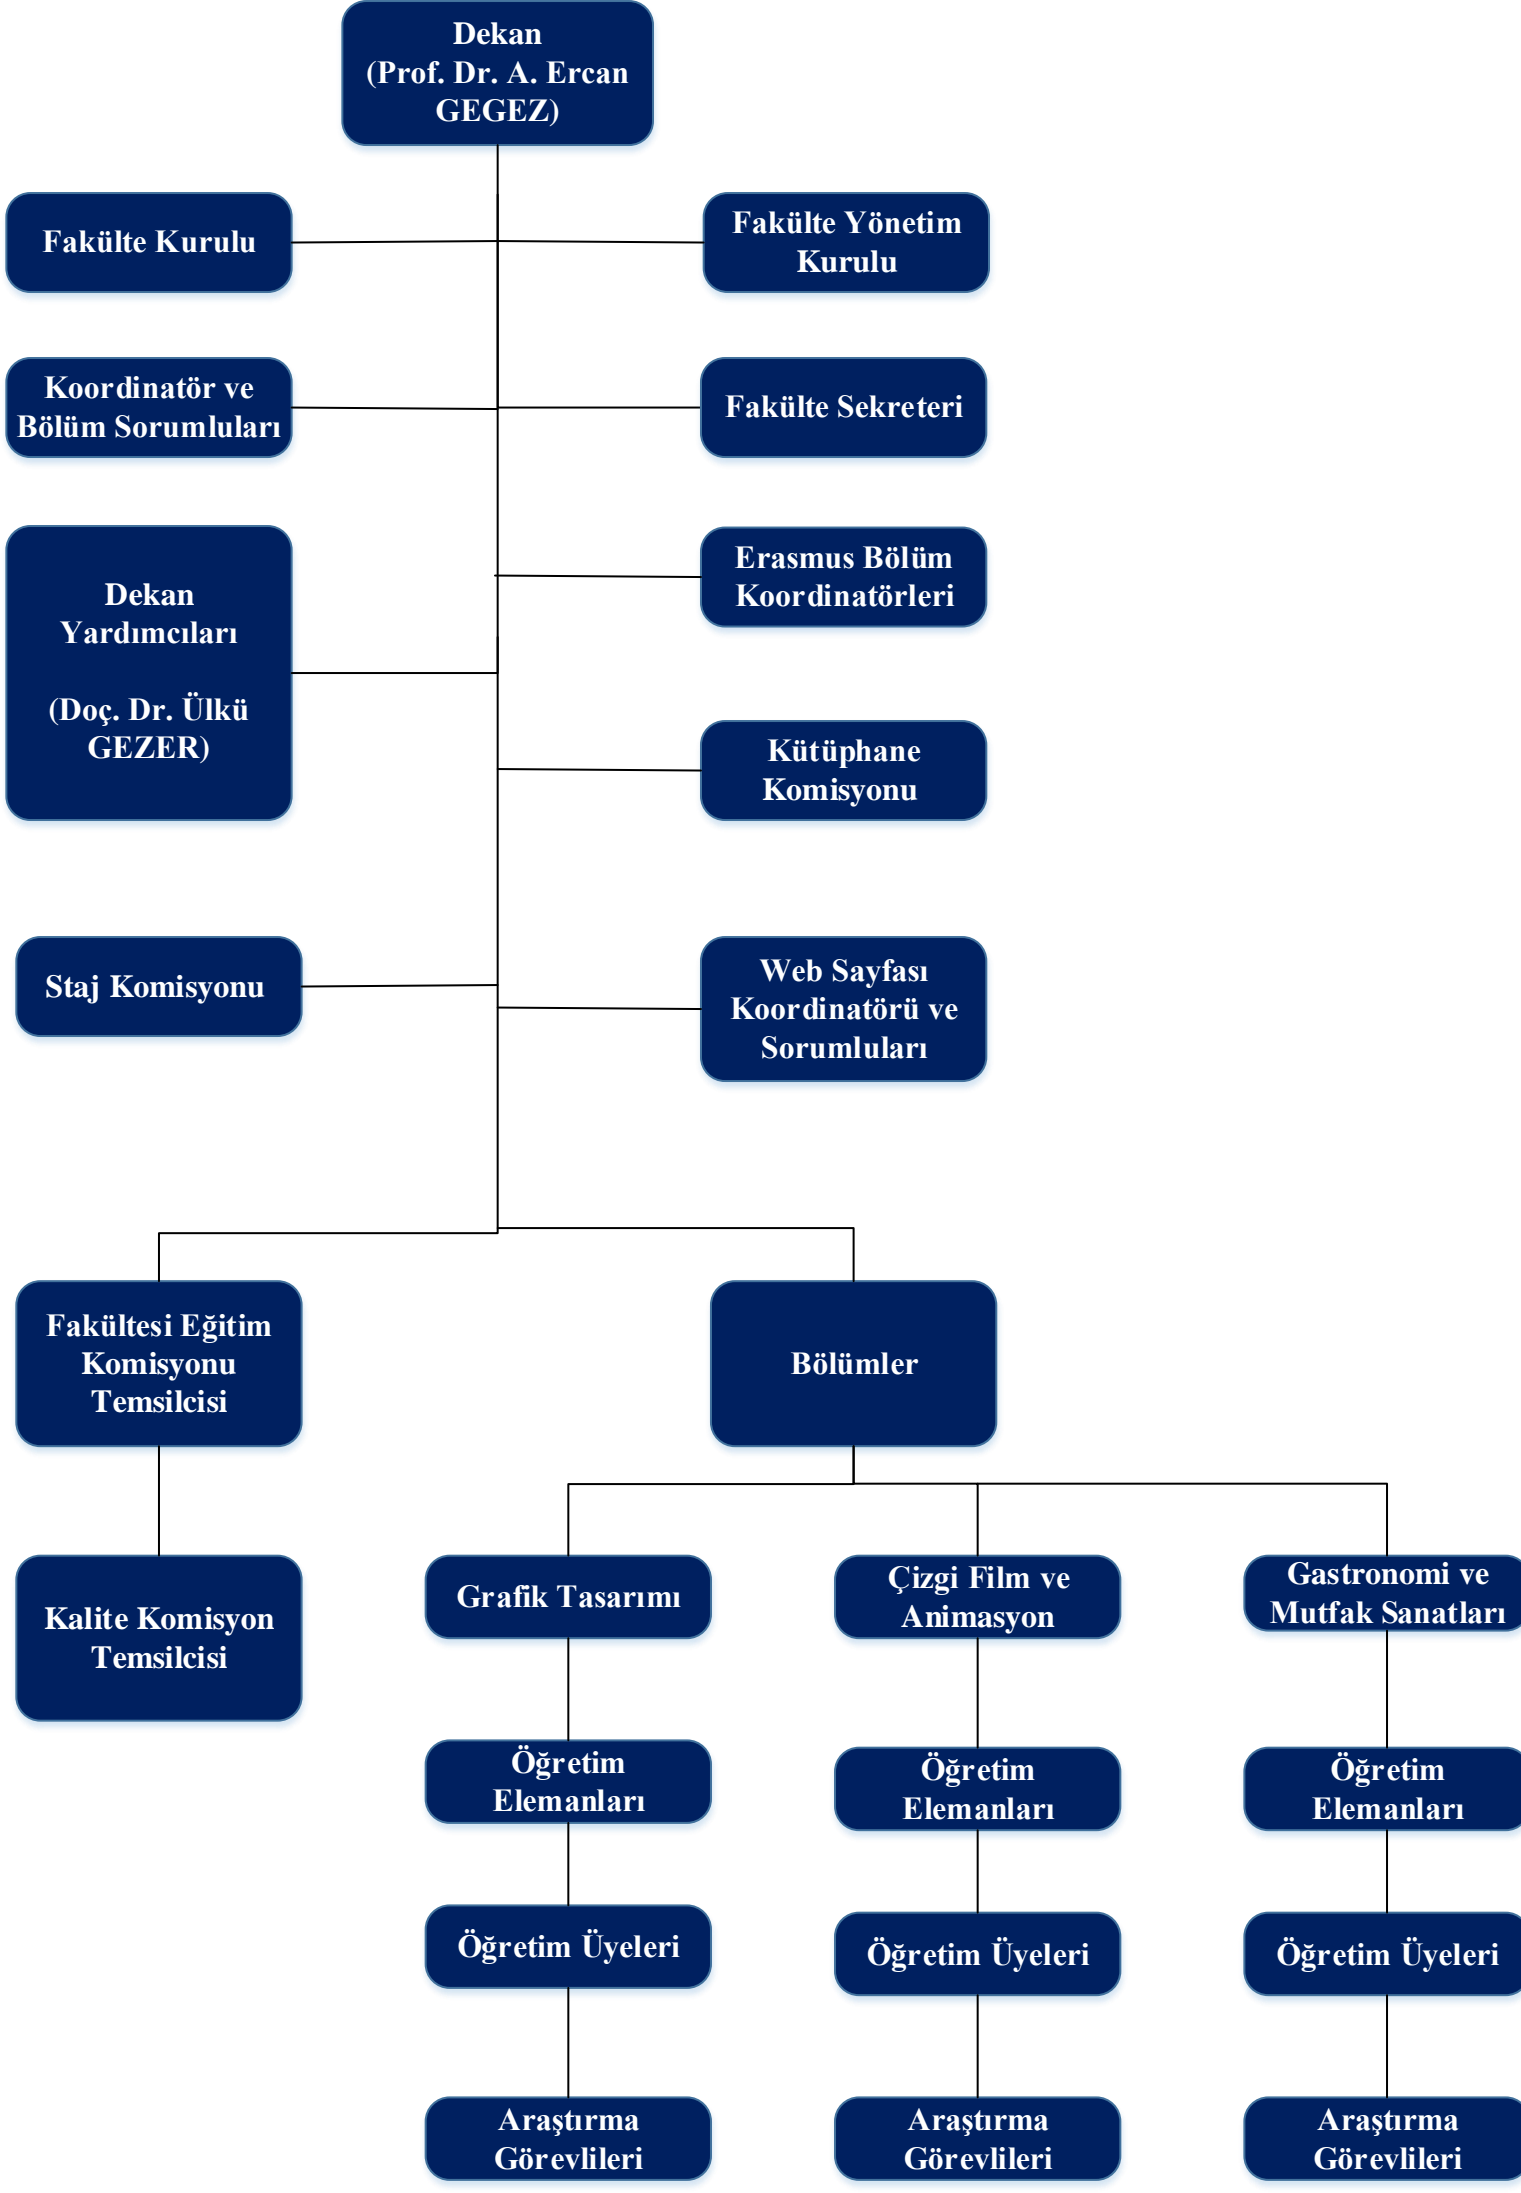 Dekan
(Prof. Dr. A. Ercan
GEGEZ)
Fakülte Kurulu
Fakülte Yönetim
Kurulu
Koordinatör ve
Bölüm Sorumluları
Fakülte Sekreteri
Dekan
Yardımcıları
(Doç. Dr. Ülkü
GEZER)
Erasmus Bölüm
Koordinatörleri
Kütüphane
Komisyonu
Staj Komisyonu
Web Sayfası
Koordinatörü ve
Sorumluları
Fakültesi Eğitim
Komisyonu
Temsilcisi
Bölümler
Kalite Komisyon
Temsilcisi
Grafik Tasarımı
Çizgi Film ve
Animasyon
Gastronomi ve
Mutfak Sanatları
Öğretim
Elemanları
Öğretim
Elemanları
Öğretim
Elemanları
Öğretim Üyeleri
Öğretim Üyeleri
Öğretim Üyeleri
Araştırma
Görevlileri
Araştırma
Görevlileri
Araştırma
Görevlileri